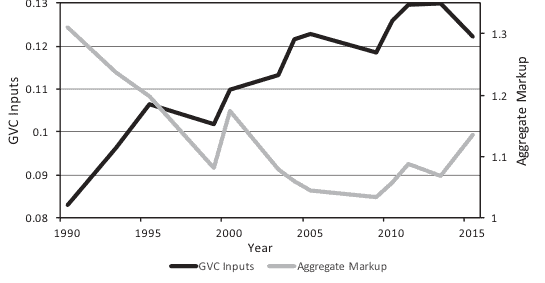 0.13
0.12
0.11
0.1
0.09
0.08
GVC Inputs
1.3
1.2
1.1
1
Aggregate Markup
1990 1995 2000 2005 2010 2015
Year
GVC Inputs Aggregate Markup